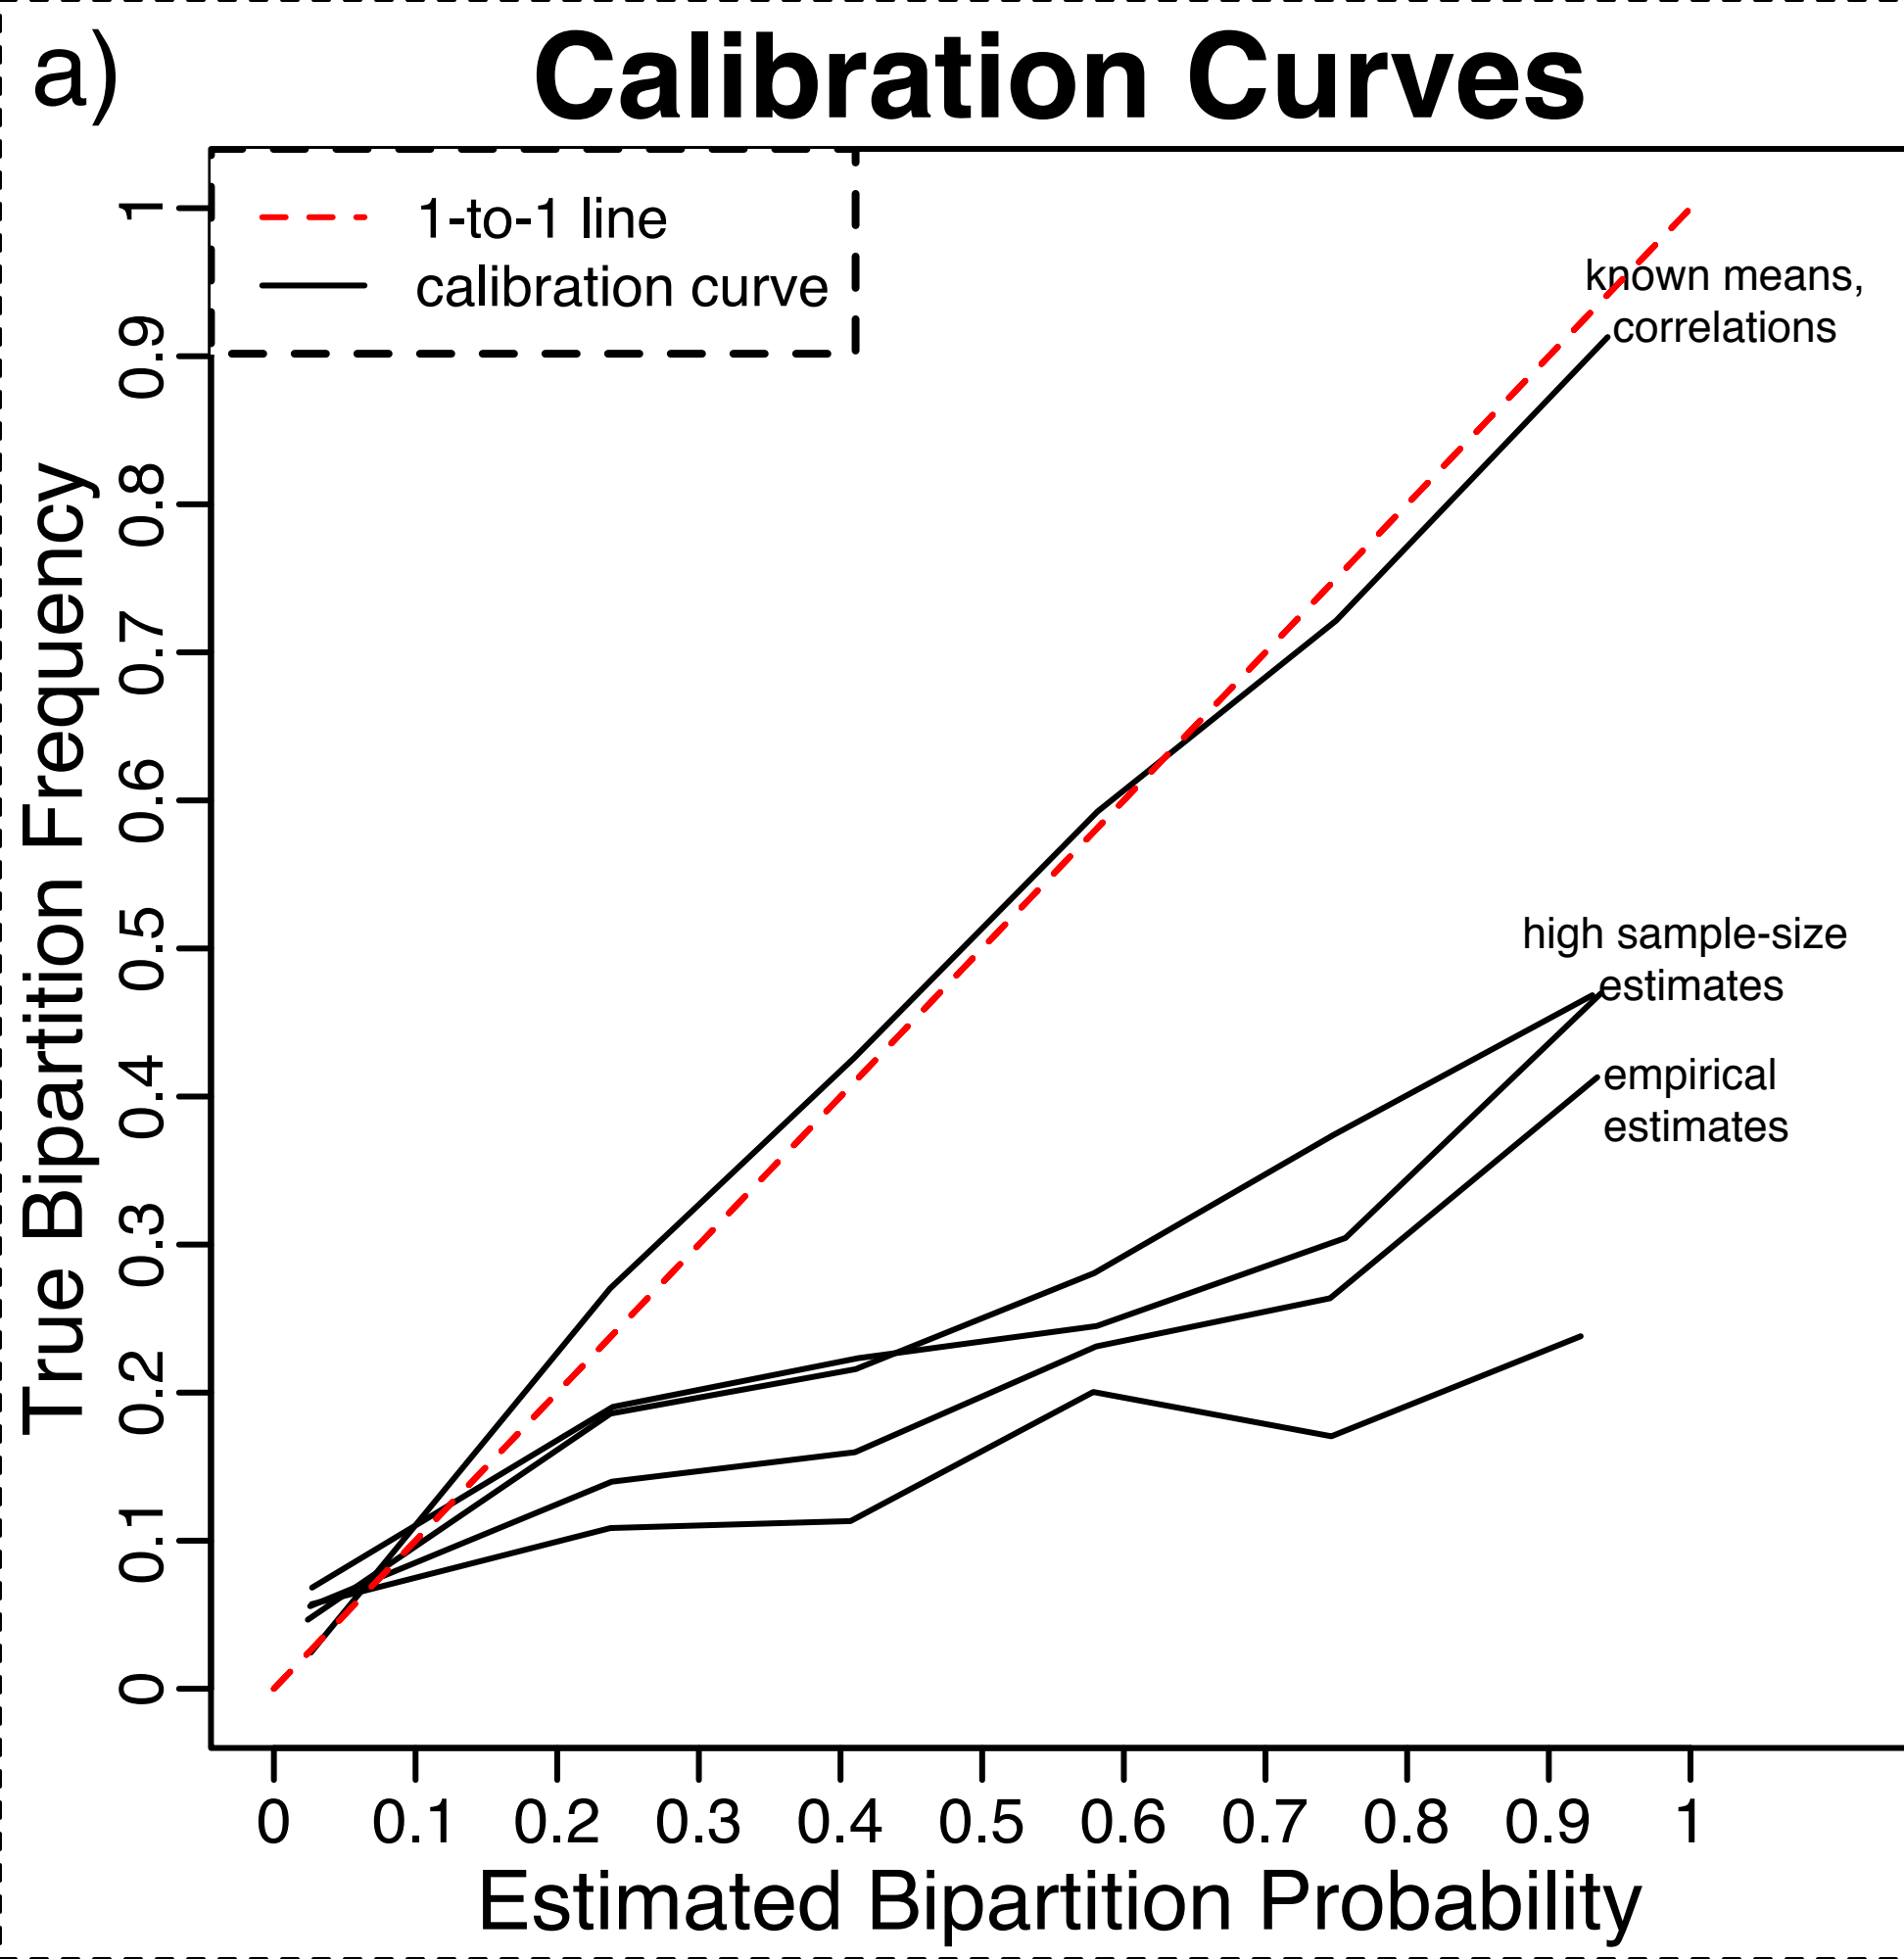 a)
Calibration Curves
1-to-1 line
calibration curve
known means,
correlations
high sample-size
estimates
empirical
estimates
True Bipartition Frequency
1
0.9
0.8
0.7
0.6
0.5
0.4
0.3
0.2
0.1
0
0 0.1 0.2 0.3 0.4 0.5 0.6 0.7 0.8 0.9 1
Estimated Bipartition Probability